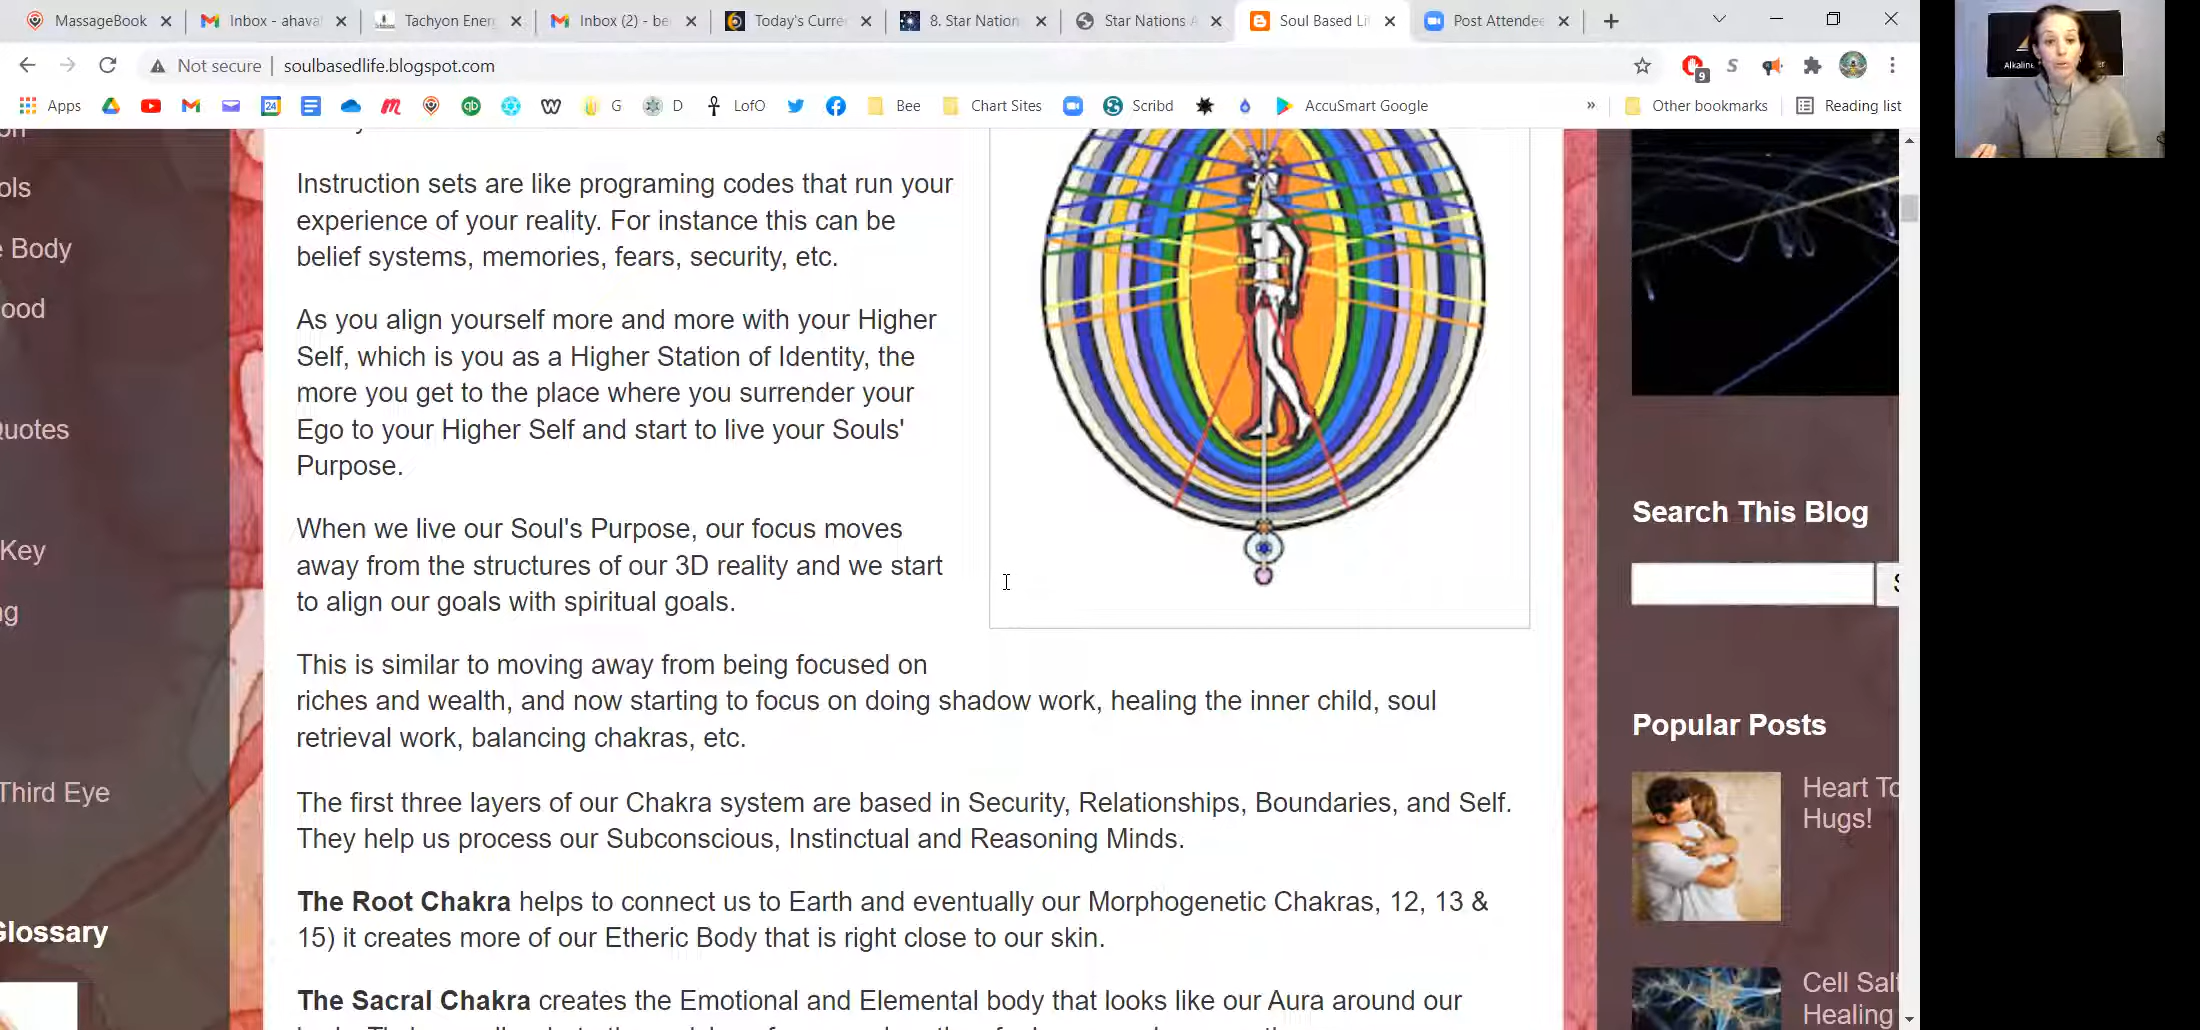 MassageBook
Inbox - ahava
Tachyon Ener
Inbox (2) - be
Today's Curre
8. Star Nation
Star Nations A
Soul Based Li
Post Attendee
Not secure | soulbasedlife.blogspot.com
9
Apps
24
G
D
LofO
Bee
Chart Sites
Scribd
AccuSmart Google
»
Other bookmarks
Reading list
ols
Body
ood
Quotes
Key
ng
Third Eye
Glossary
Instruction sets are like programing codes that run your
experience of your reality. For instance this can be
belief systems, memories, fears, security, etc.
As you align yourself more and more with your Higher
Self, which is you as a Higher Station of Identity, the
more you get to the place where you surrender your
Ego to your Higher Self and start to live your Souls'
Purpose.
When we live our Soul's Purpose, our focus moves
away from the structures of our 3D reality and we start
to align our goals with spiritual goals.
This is similar to moving away from being focused on
riches and wealth, and now starting to focus on doing shadow work, healing the inner child, soul
retrieval work, balancing chakras, etc.
The first three layers of our Chakra system are based in Security, Relationships, Boundaries, and Self.
They help us process our Subconscious, Instinctual and Reasoning Minds.
The Root Chakra helps to connect us to Earth and eventually our Morphogenetic Chakras, 12, 13 &
15) it creates more of our Etheric Body that is right close to our skin.
The Sacral Chakra creates the Emotional and Elemental body that looks like our Aura around our
Search This Blog
Popular Posts
Heart To
Hugs!
Cell Salt
Healing
Alkaline